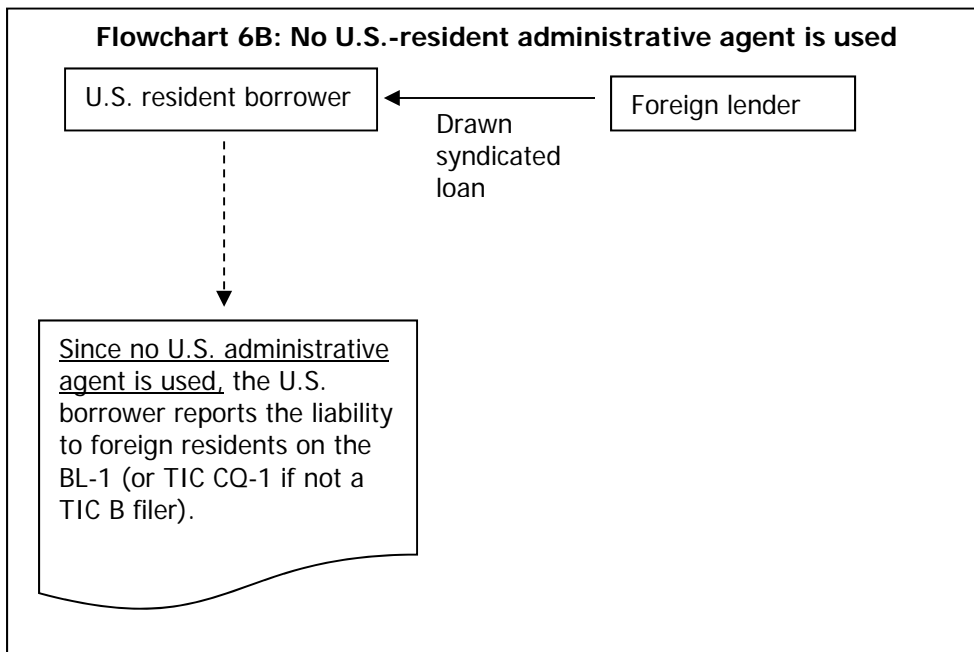 Flowchart 6B: No U.S.-resident administrative agent is used
U.S. resident borrower
Foreign lender
Drawn
syndicated
loan
Since no U.S. administrative
agent is used, the U.S.
borrower reports the liability
to foreign residents on the
BL-1 (or TIC CQ-1 if not a
TIC B filer).